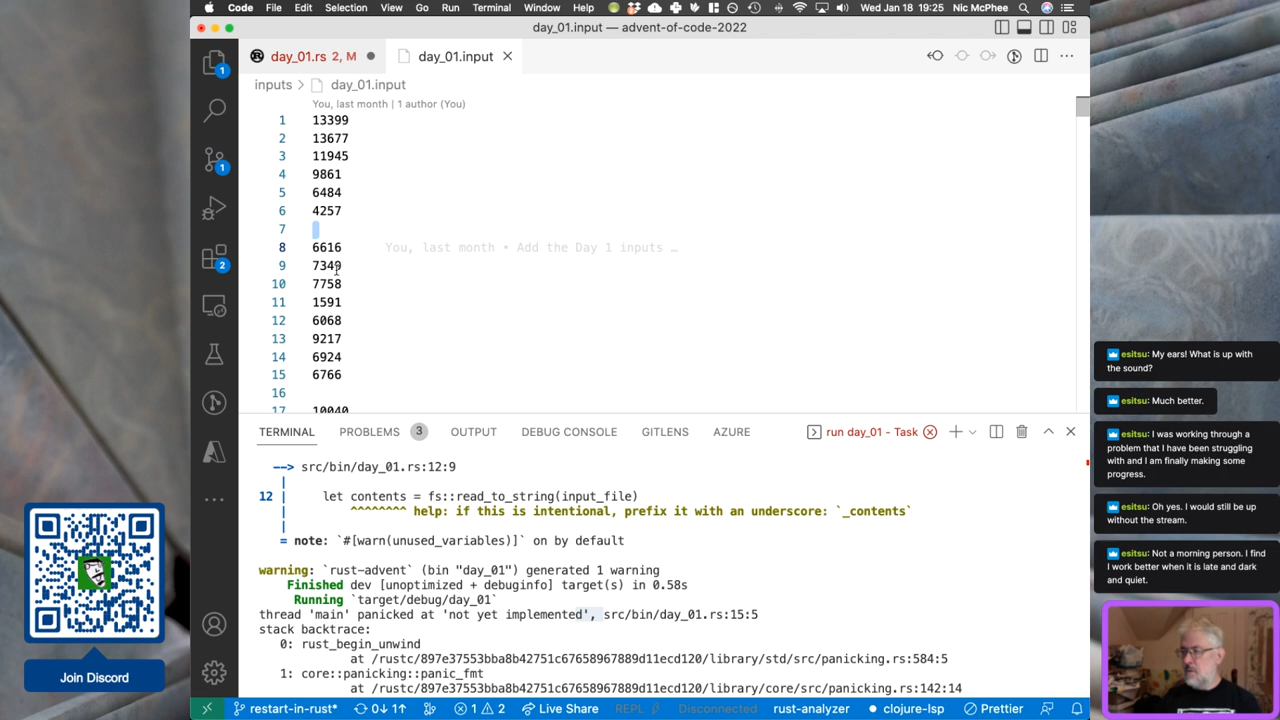 Code File Edit Selection View Go Run Terminal Window Help Wed Jan 18 19:25 Nic McPhee
day_01.input — advent-of-code-2022
day_01.rs 2, M
day_01.input
inputs > day_01.input
You, last month | 1 author (You)
1 13399
2 13677
3 11945
4 9861
5 6484
6 4257
7
8 6616 You, last month • Add the Day 1 inputs …
9 7349
10 7758
11 1591
12 6068
13 9217
14 6924
15 6766
16
17 10040
1
1
2
TERMINAL PROBLEMS 3 OUTPUT DEBUG CONSOLE GITLENS AZURE run day_01 - Task
--> src/bin/day_01.rs:12:9
|
12 | let contents = fs::read_to_string(input_file)
| ^^^^^^^^ help: if this is intentional, prefix it with an underscore: `_contents`
|
= note: `#[warn(unused_variables)]` on by default
warning: `rust-advent` (bin "day_01") generated 1 warning
Finished dev [unoptimized + debuginfo] target(s) in 0.58s
Running `target/debug/day_01`
thread 'main' panicked at 'not yet implemented', src/bin/day_01.rs:15:5
stack backtrace:
0: rust_begin_unwind
at /rustc/897e37553bba8b42751c67658967889d11ecd120/library/std/src/panicking.rs:584:5
1: core::panicking::panic_fmt
at /rustc/897e37553bba8b42751c67658967889d11ecd120/library/core/src/panicking.rs:142:14
restart-in-rust* 0↓ 1↑ 1 2 Live Share REPL Disconnected rust-analyzer clojure-lsp Prettier
Join Discord
esitsu: My ears! What is up with
the sound?
esitsu: Much better.
esitsu: I was working through a
problem that I have been struggling
with and I am finally making some
progress.
esitsu: Oh yes. I would still be up
without the stream.
esitsu: Not a morning person. I find
I work better when it is late and dark
and quiet.